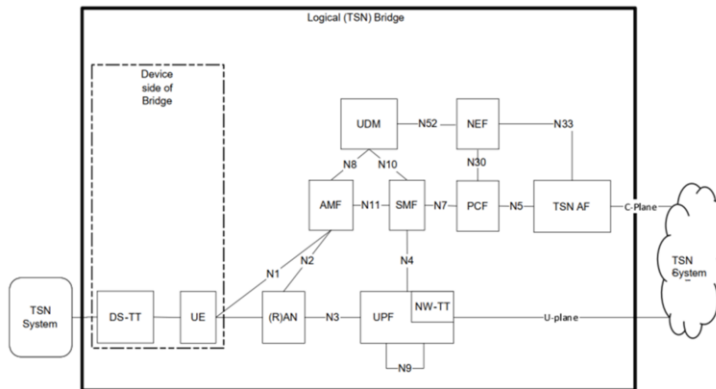 Logical (TSN) Bridge
Device
side of
Bridge
UDM
N52
NEF
N33
N8
N10
N30
AMF
N11
SMF
N7
PCF
N5
TSN AF
C-Plane
N1
N2
N4
TSN
System
TSN
System
DS-TT
UE
(R)AN
N3
UPF
NW-TT
U-plane
N9